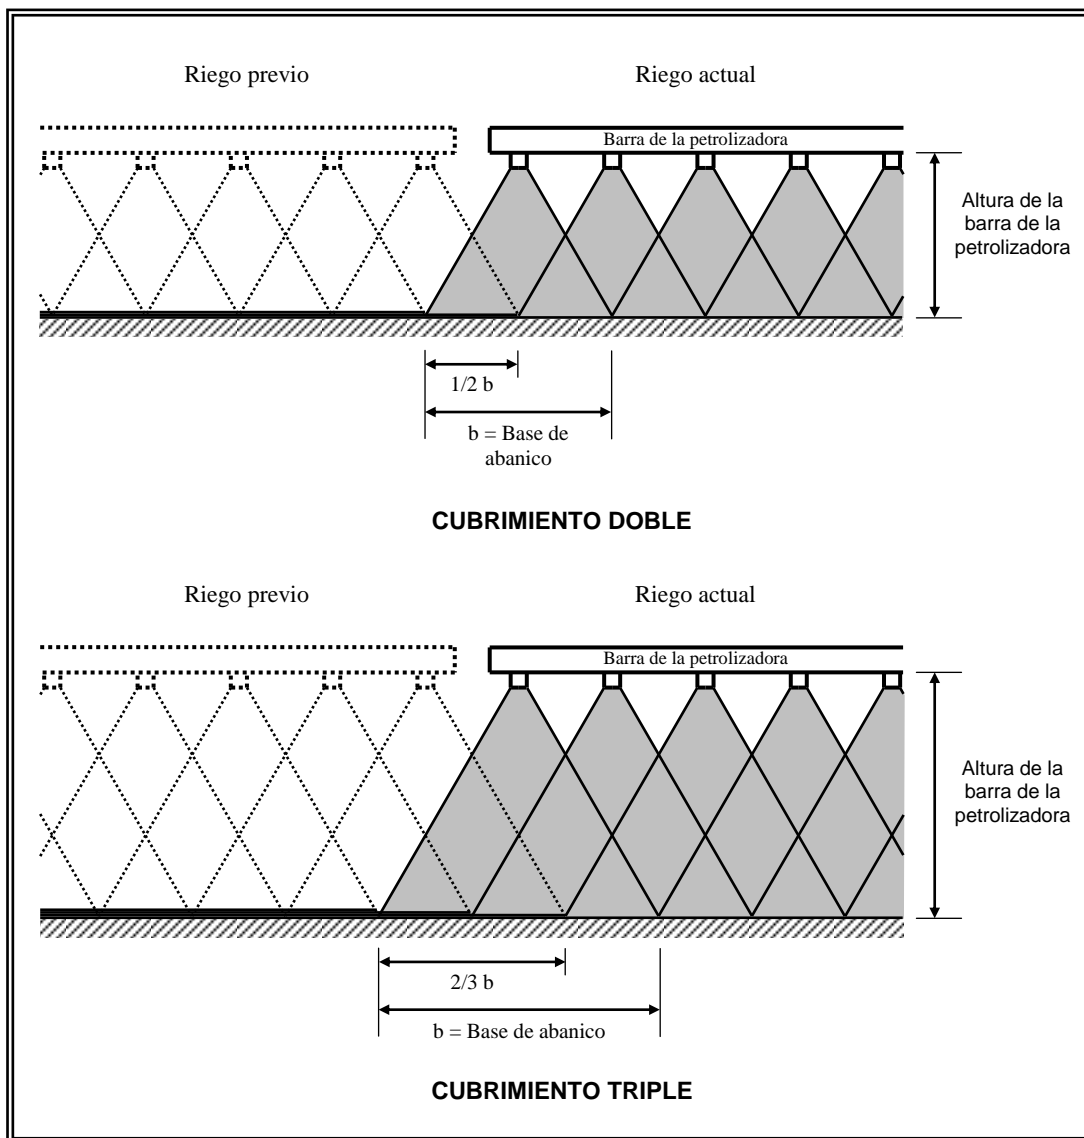 Riego previo
Riego actual
Barra de la petrolizadora
Altura de la
barra de la
petrolizadora
1/2 b
b = Base de
abanico
CUBRIMIENTO DOBLE
Riego previo
Riego actual
Barra de la petrolizadora
Altura de la
barra de la
petrolizadora
2/3 b
b = Base de abanico
CUBRIMIENTO TRIPLE